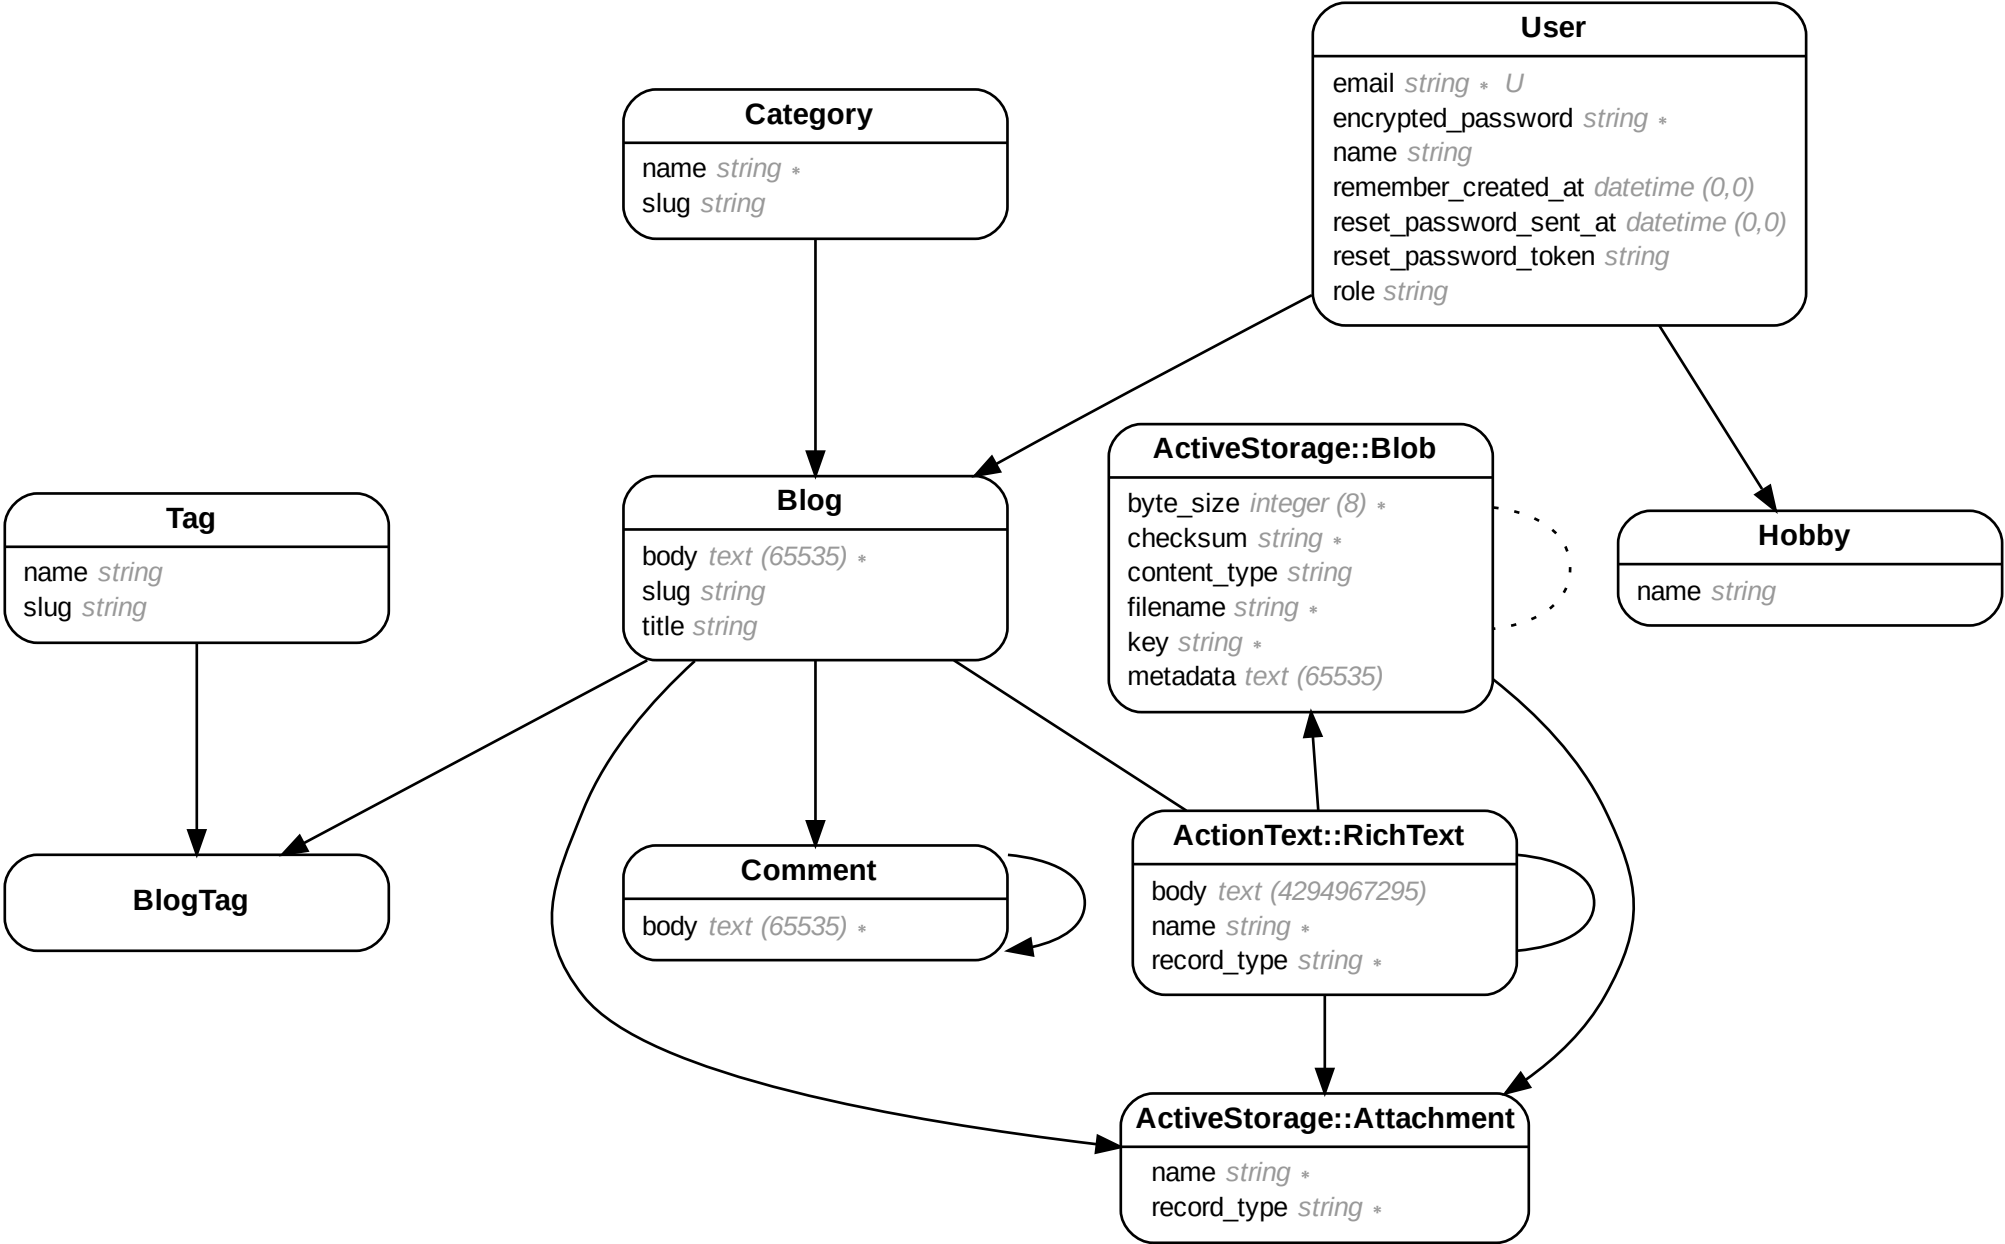 User
email string * U
encrypted_password string *
name string
remember_created_at datetime (0,0)
reset_password_sent_at datetime (0,0)
reset_password_token string
role string
Category
name string *
slug string
ActiveStorage::Blob
byte_size integer (8) *
checksum string *
content_type string
filename string *
key string *
metadata text (65535)
Blog
body text (65535) *
slug string
title string
Tag
name string
slug string
Hobby
name string
ActionText::RichText
body text (4294967295)
name string *
record_type string *
Comment
body text (65535) *
BlogTag
ActiveStorage::Attachment
name string *
record_type string *